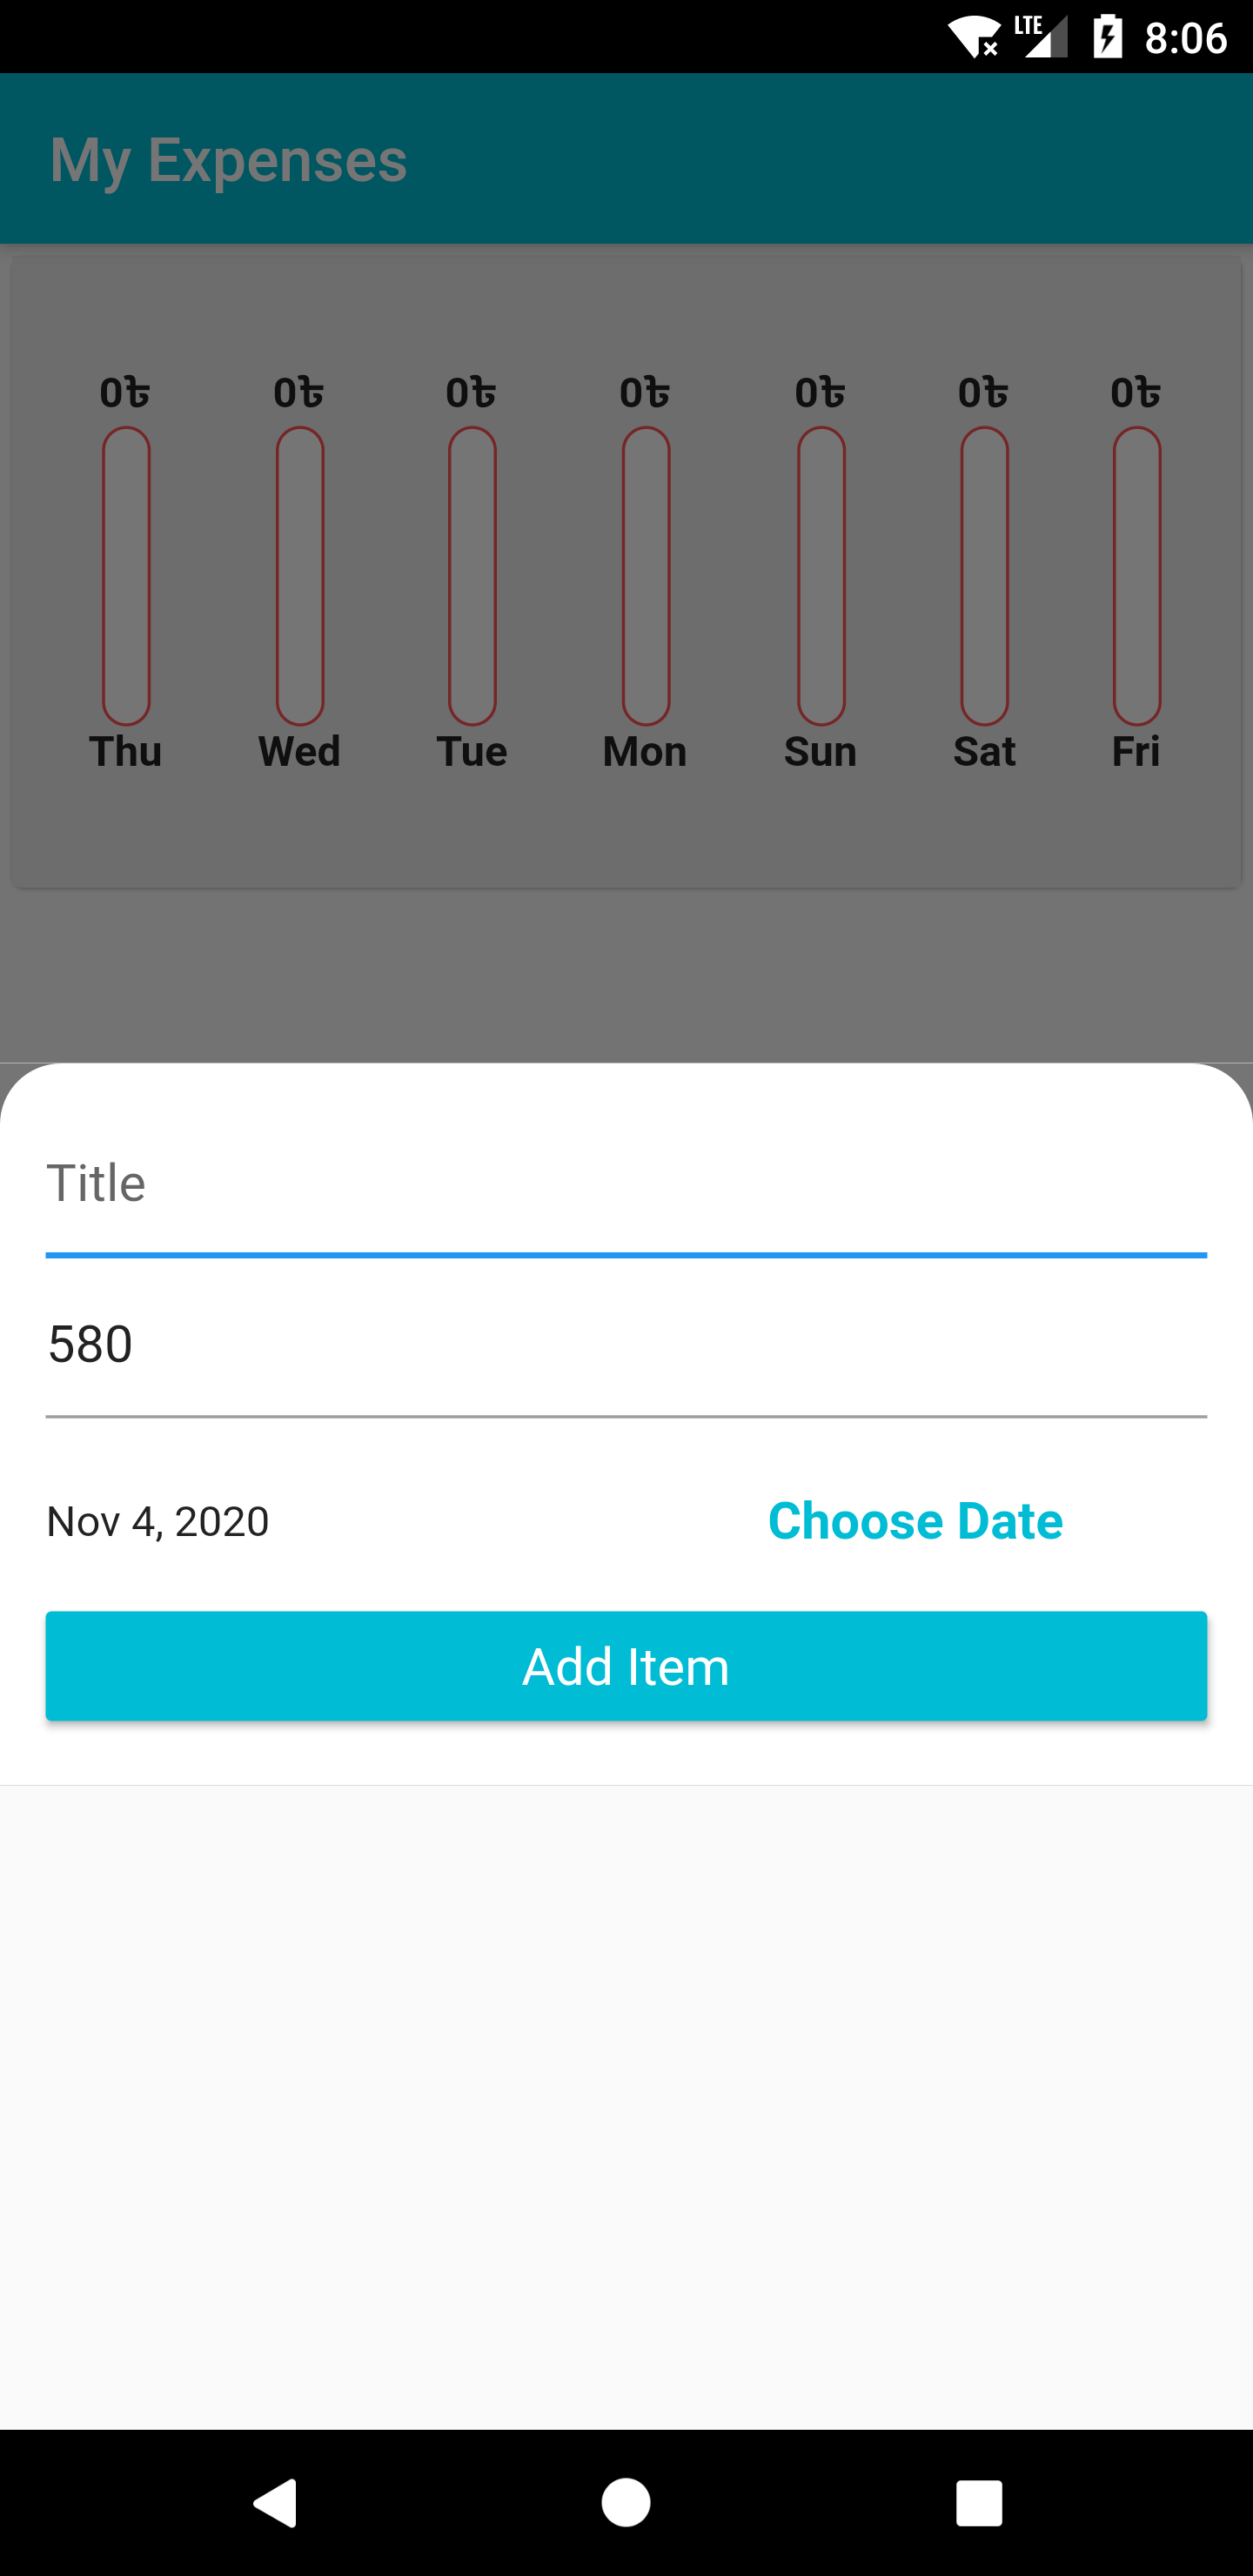 LTE 8:06
My Expenses
0৳ 0৳ 0৳ 0৳ 0৳ 0৳ 0৳
Thu Wed Tue Mon Sun Sat Fri
Title
580
Nov 4, 2020 Choose Date
Add Item